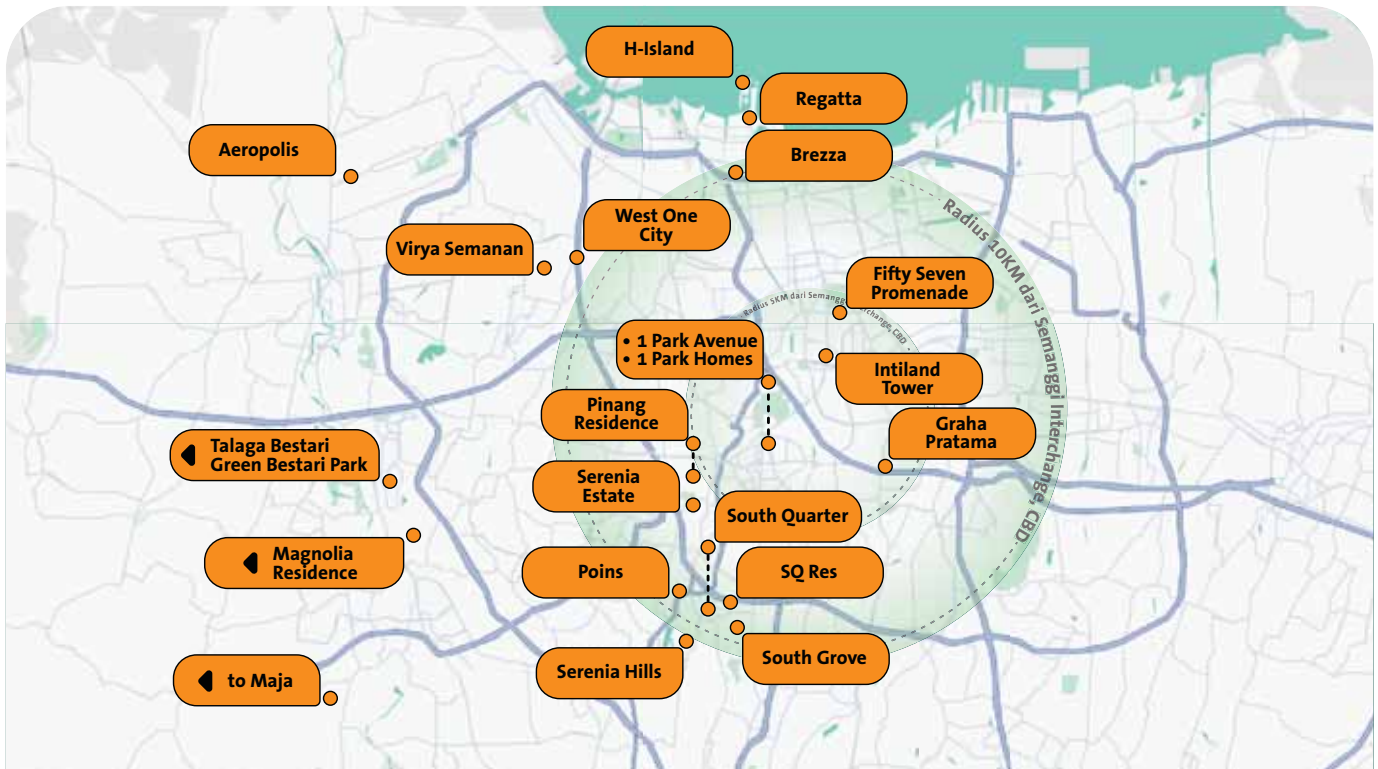 H-Island
Regatta
Brezza
Aeropolis
West One
City
Virya Semanan
Fifty Seven
Promenade
Radius 10KM dari Semanggi Interchange, CBD
Radius 5KM dari Semanggi Interchange, CBD
• 1 Park Avenue
• 1 Park Homes
Intiland
Tower
Pinang
Residence
Graha
Pratama
Talaga Bestari
Green Bestari Park
Serenia
Estate
South Quarter
Magnolia
Residence
Poins
SQ Res
Serenia Hills
South Grove
to Maja